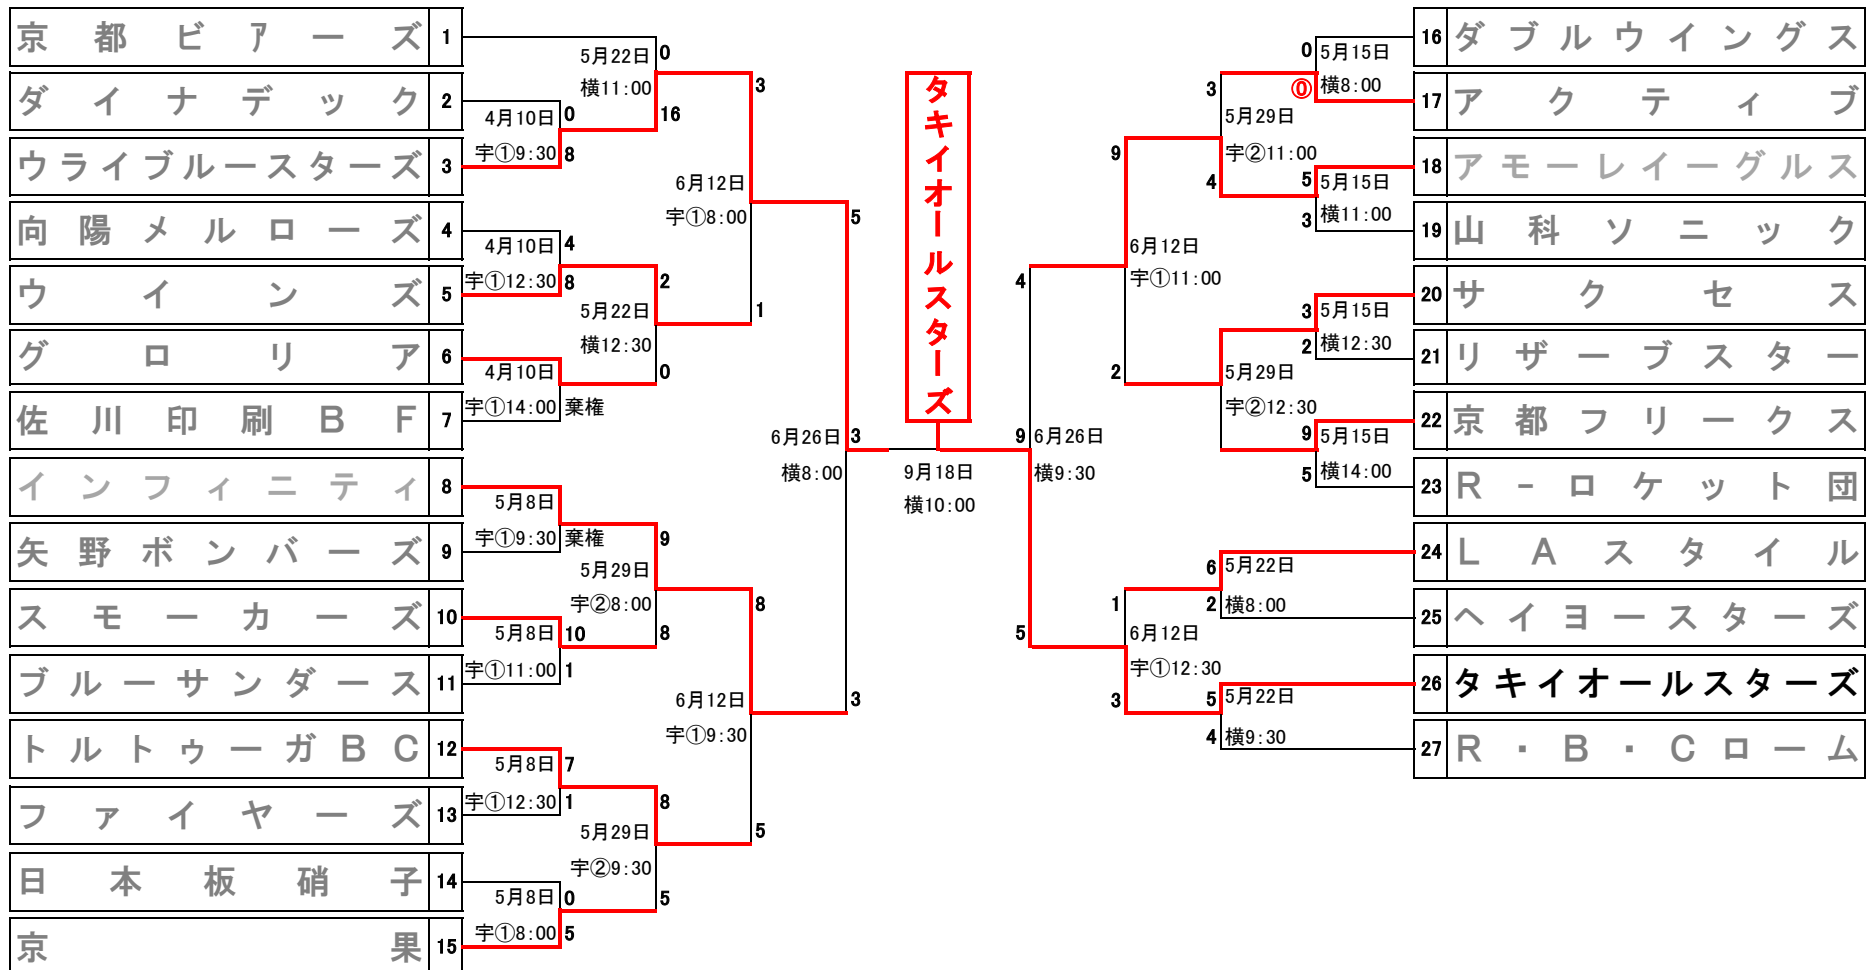 京都ビアーズ 1
ダイナデック 2
ウライブルースターズ 3
向陽メルローズ 4
ウインズ 5
グロリア 6
佐川印刷BF 7
インフィニティ 8
矢野ボンバーズ 9
スモーカーズ 10
ブルーサンダース 11
トルトゥーガBC 12
ファイヤーズ 13
日本板硝子 14
京果 15
4月10日 0
宇①9:30 8
4月10日 4
宇①12:30 8
4月10日
宇①14:00 棄権
5月8日
宇①9:30 棄権
5月8日 10
宇①11:00 1
5月8日 7
宇①12:30 1
5月8日 0
宇①8:00 5
5月22日 0
横11:00 16
2
5月22日
横12:30
0
9
5月29日
宇②8:00
8
8
5月29日
宇②9:30
5
3
6月12日
宇①8:00
1
8
6月12日
宇①9:30
5
5
6月26日 3
横8:00
3
タキイオールスターズ
9月18日
横10:00
4
9 6月26日
横9:30
5
9
6月12日
宇①11:00
2
1
6月12日
宇①12:30
3
3
5月29日
宇②11:00
4
5月29日
宇②12:30
6 5月22日
2 横8:00
5 5月22日
4 横9:30
0 5月15日
⓪ 横8:00
5 5月15日
3 横11:00
3 5月15日
2 横12:30
9 5月15日
5 横14:00
16 ダブルウイングス
17 アクティブ
18 アモーレイーグルス
19 山科ソニック
20 サクセス
21 リザーブスター
22 京都フリークス
23 R-ロケット団
24 LAスタイル
25 ヘイヨースターズ
26 タキイオールスターズ
27 R・B・Cローム